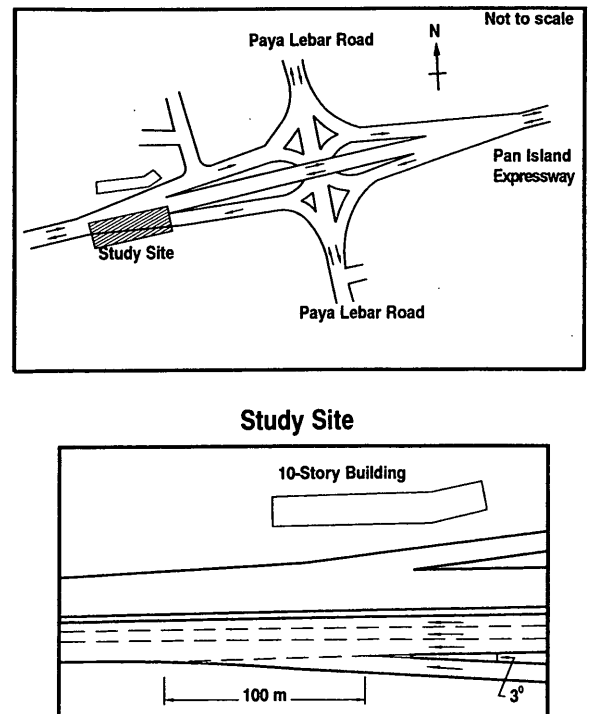 Not to scale
Paya Lebar Road
N
Pan Island
Expressway
Study Site
Paya Lebar Road
Study Site
10-Story Building
100 m
3°